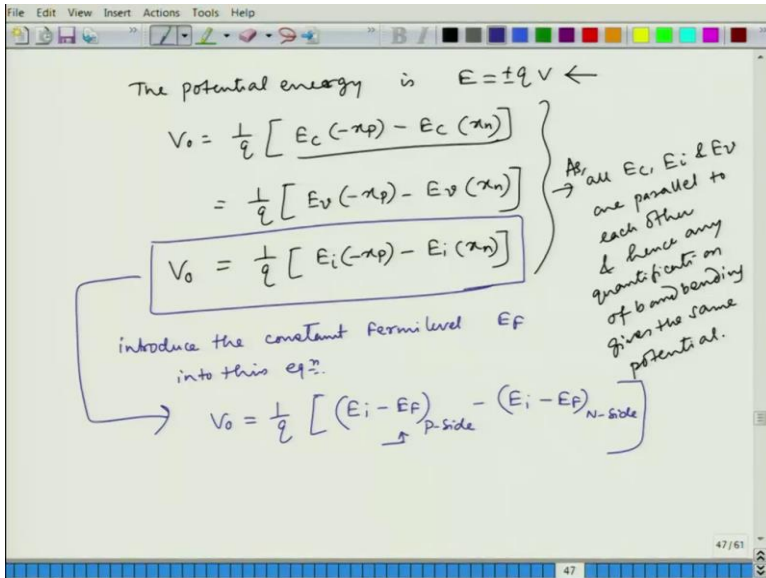 File Edit View Insert Actions Tools Help
The potential energy is E = ±qV ←
V₀ = 1/q [ Ec (-xp) - Ec (xn) ]
= 1/q [ Ev (-xp) - Ev (xn) ]
V₀ = 1/q [ Ei (-xp) - Ei (xn) ]
→ As, all Ec, Ei & Ev
are parallel to
each other
& hence any
quantification
of band bending
gives the same
potential.
introduce the constant Fermi level EF
into this eqⁿ.
V₀ = 1/q [ (Ei - EF)P-side - (Ei - EF)N-side ]
47/61
47